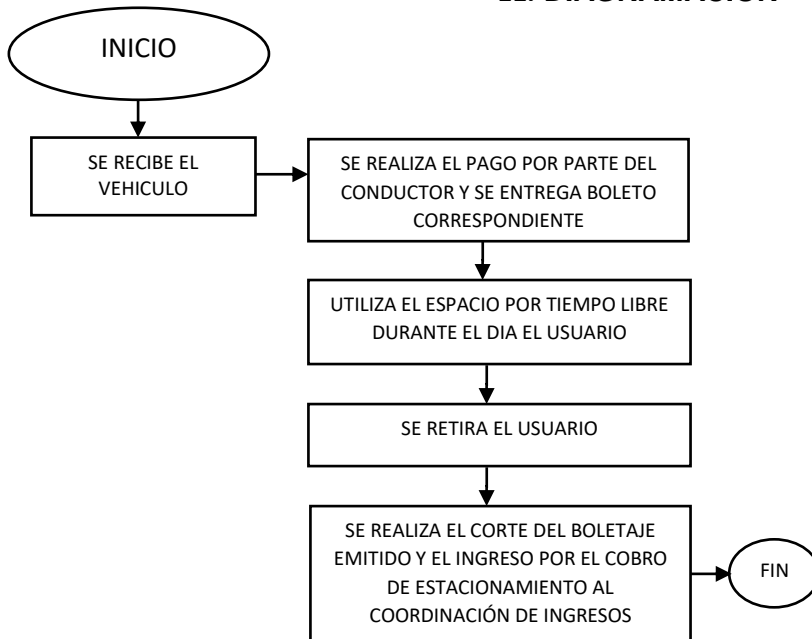 INICIO
SE RECIBE EL
VEHICULO
SE REALIZA EL PAGO POR PARTE DEL
CONDUCTOR Y SE ENTREGA BOLETO
CORRESPONDIENTE
UTILIZA EL ESPACIO POR TIEMPO LIBRE
DURANTE EL DIA EL USUARIO
SE RETIRA EL USUARIO
SE REALIZA EL CORTE DEL BOLETAJE
EMITIDO Y EL INGRESO POR EL COBRO
DE ESTACIONAMIENTO AL
COORDINACIÓN DE INGRESOS
FIN